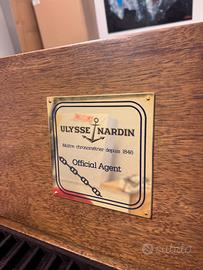 ULYSSE NARDIN
Maître chronométrier depuis 1846
Official Agent
subito